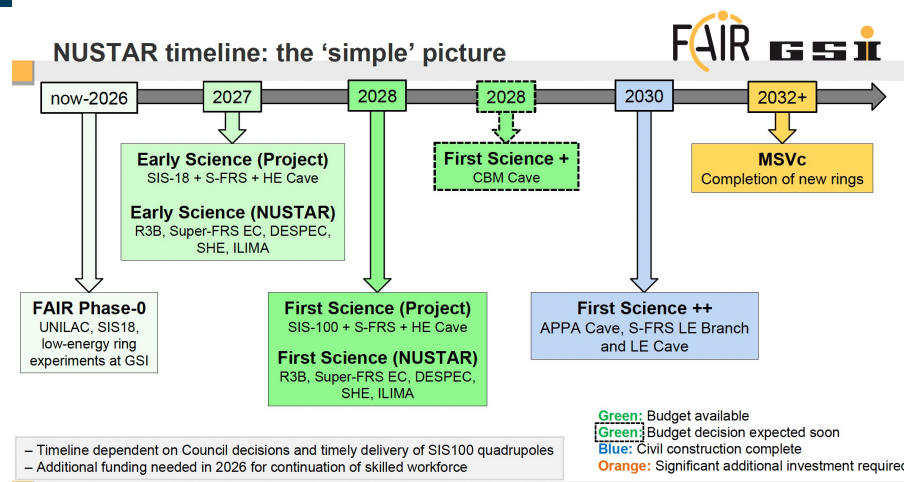 NUSTAR timeline: the ‘simple’ picture
FAIR GSI
now-2026
2027
2028
2028
2030
2032+
Early Science (Project)
SIS-18 + S-FRS + HE Cave
Early Science (NUSTAR)
R3B, Super-FRS EC, DESPEC,
SHE, ILIMA
First Science +
CBM Cave
MSVc
Completion of new rings
FAIR Phase-0
UNILAC, SIS18,
low-energy ring
experiments at GSI
First Science (Project)
SIS-100 + S-FRS + HE Cave
First Science (NUSTAR)
R3B, Super-FRS EC, DESPEC,
SHE, ILIMA
First Science ++
APPA Cave, S-FRS LE Branch
and LE Cave
Green: Budget available
Green: Budget decision expected soon
Blue: Civil construction complete
Orange: Significant additional investment required
– Timeline dependent on Council decisions and timely delivery of SIS100 quadrupoles
– Additional funding needed in 2026 for continuation of skilled workforce